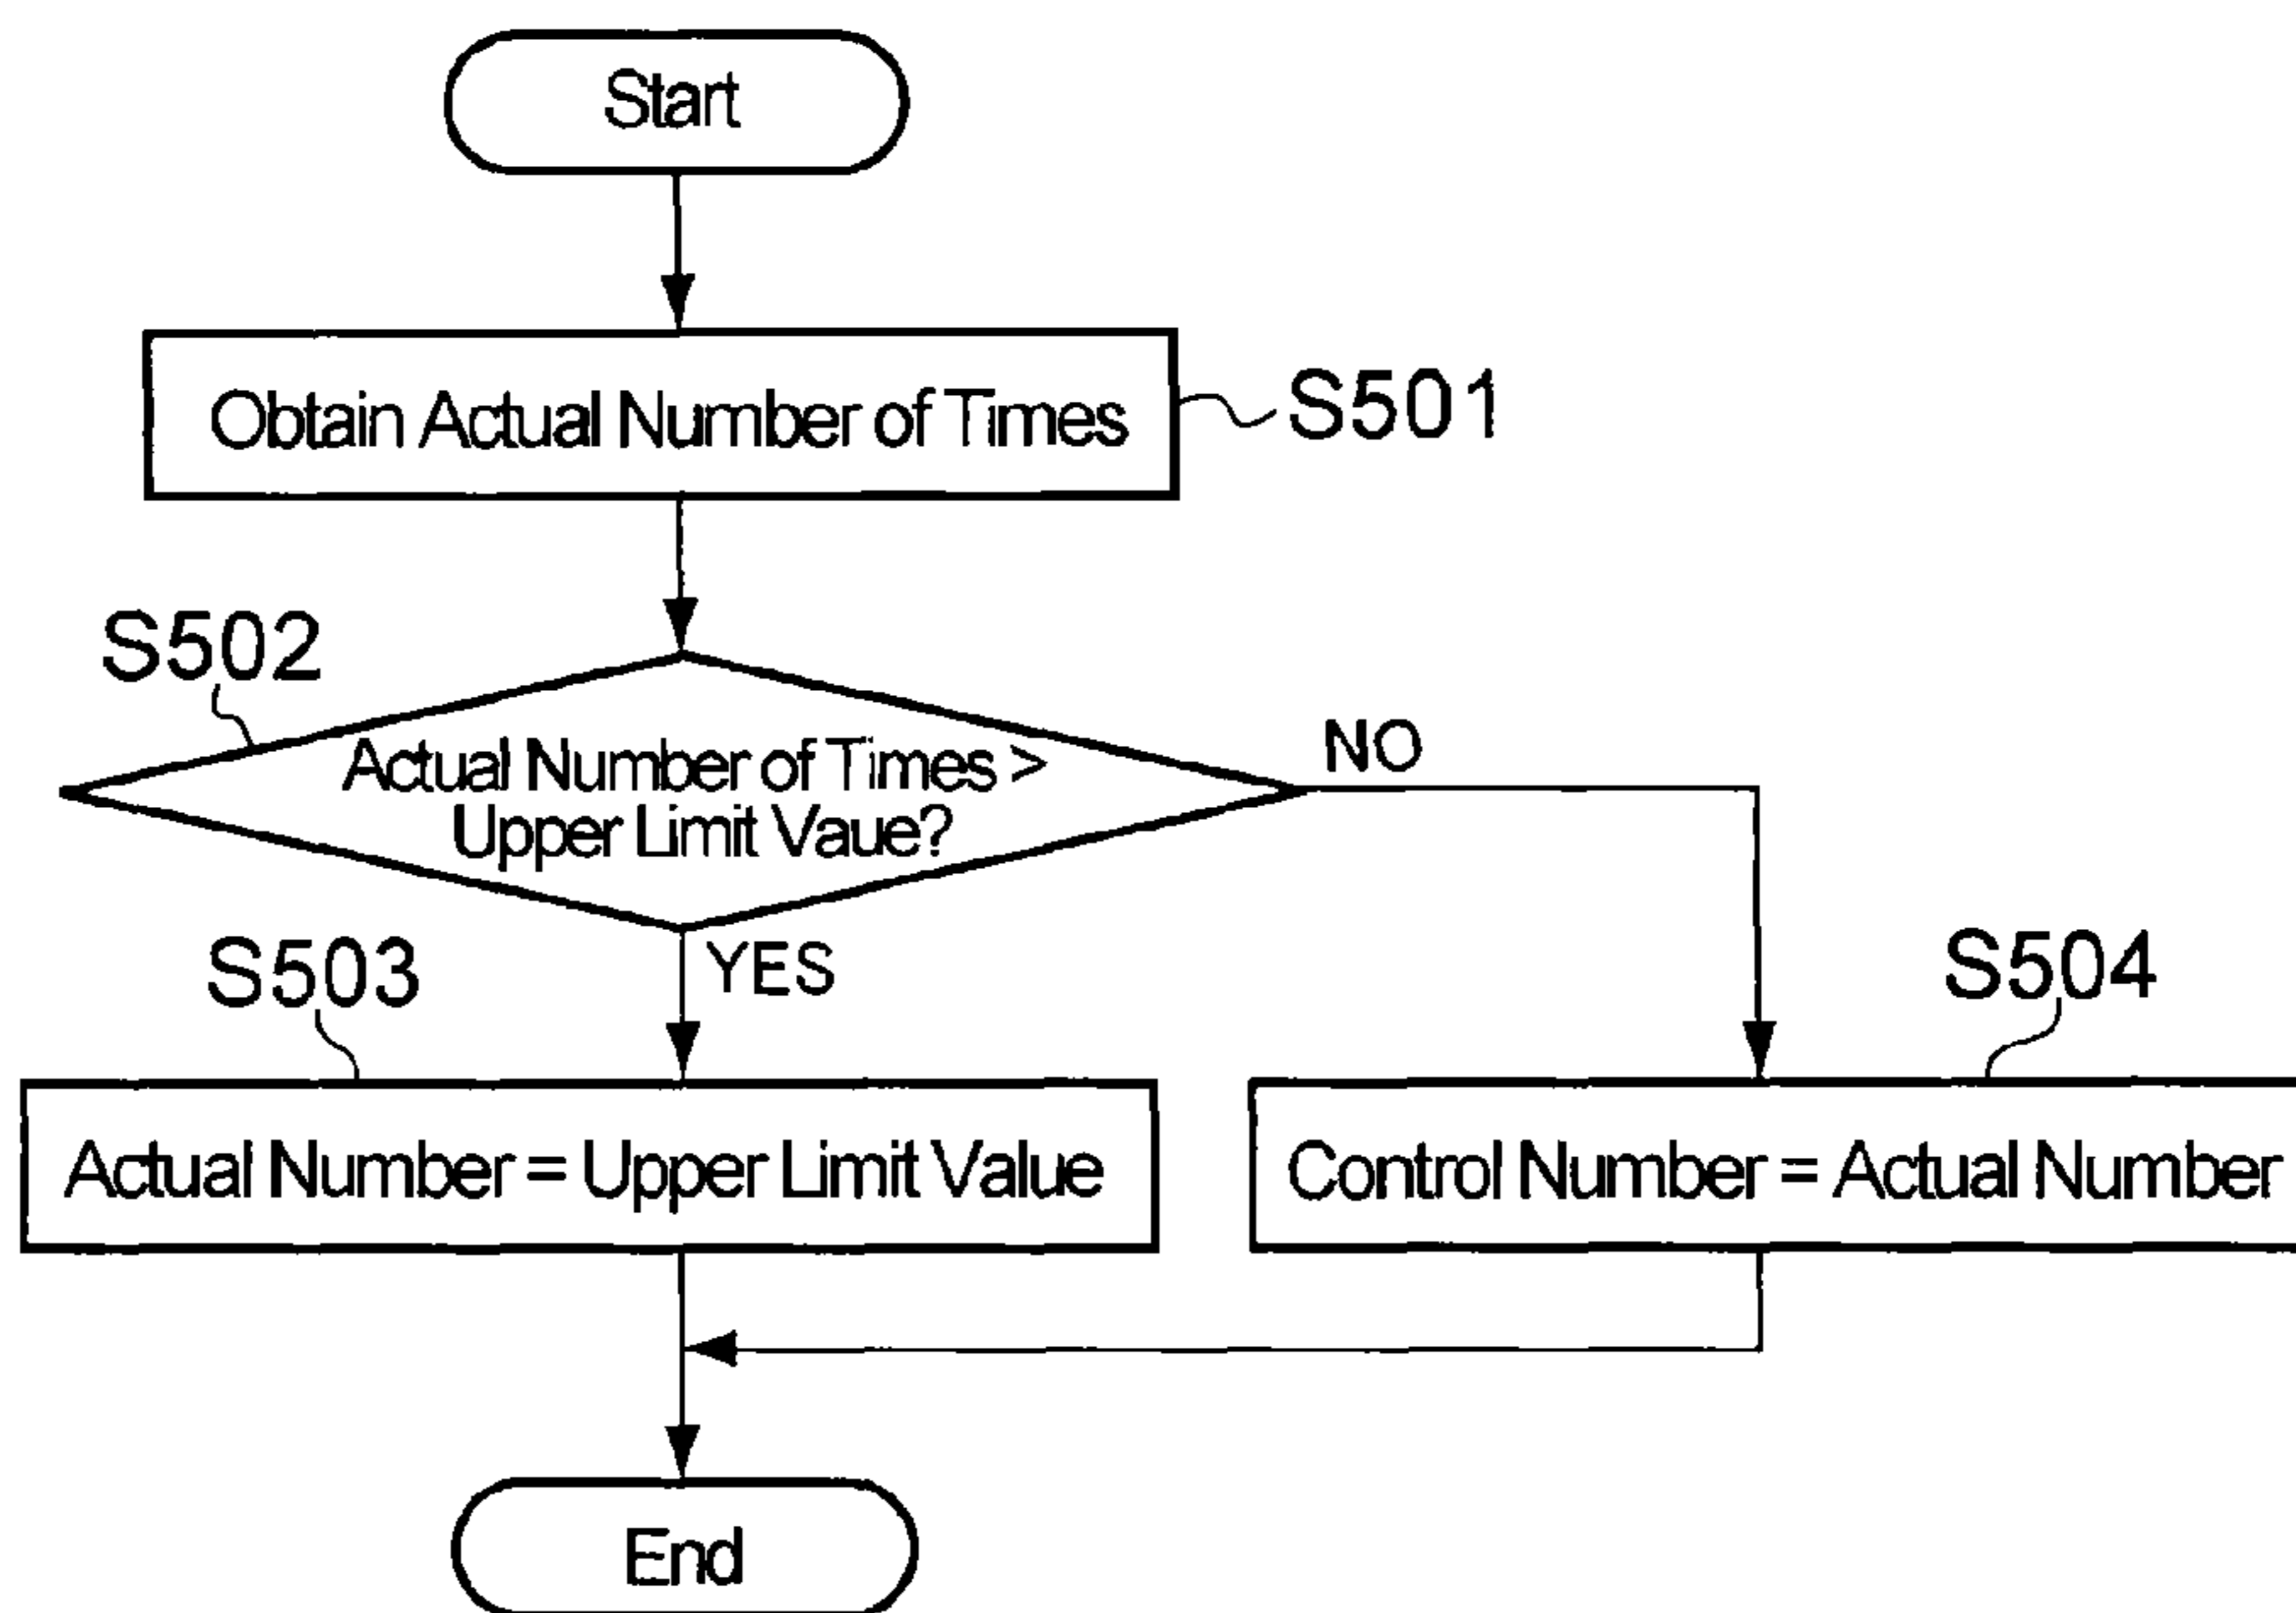 Start
Obtain Actual Number of Times
S501
S502
Actual Number of Times >
Upper Limit Vaue?
NO
YES
S503
Actual Number = Upper Limit Value
S504
Control Number = Actual Number
End